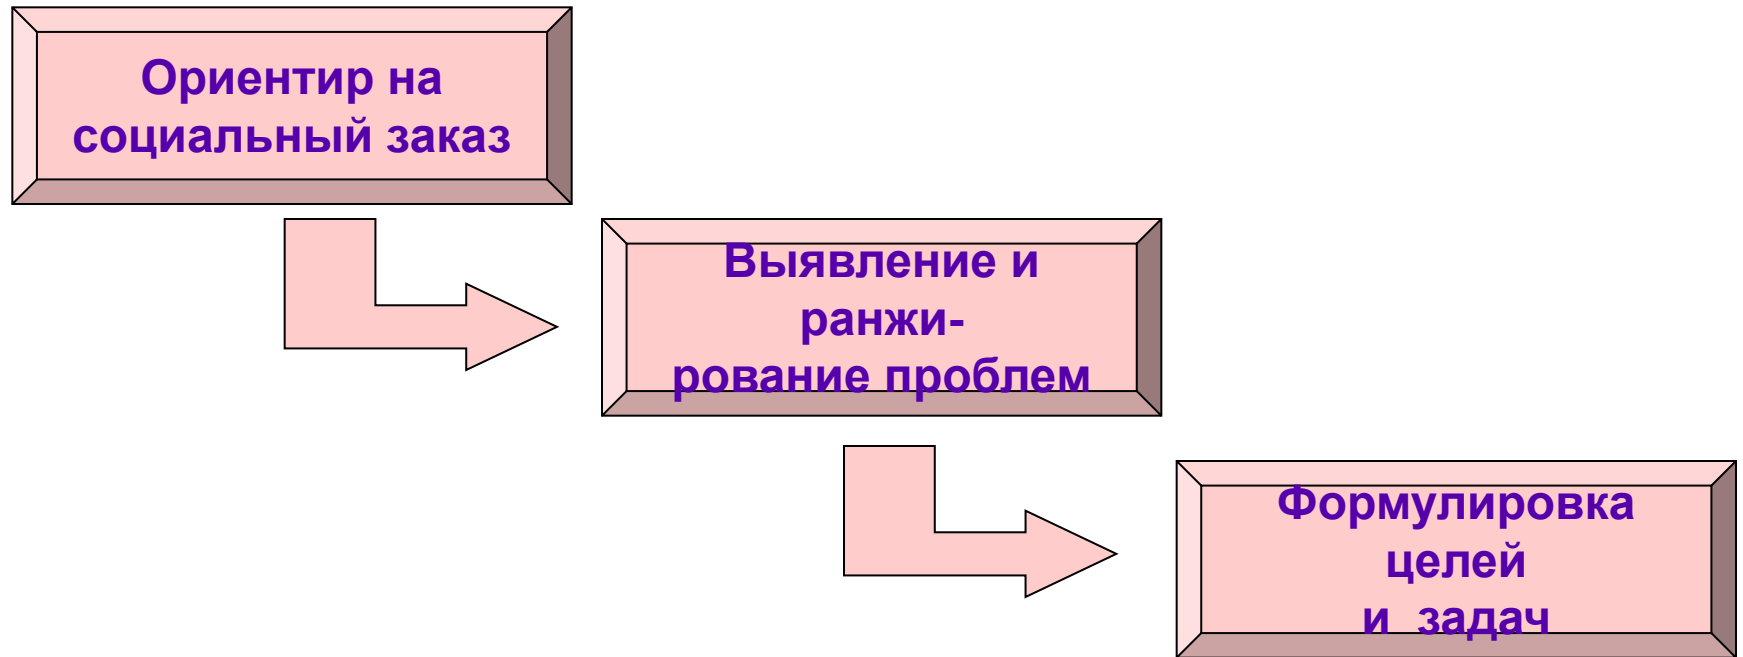 Ориентир на
социальный заказ
Выявление и
ранжи-
рование проблем
Формулировка
целей
и задач